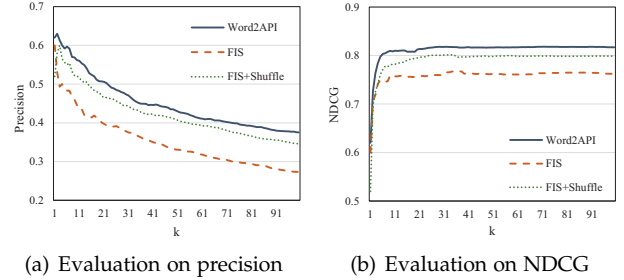 0.7
0.6
0.5
0.4
0.3
0.2
Precision
Word2API
FIS
FIS+Shuffle
1 11 21 31 41 51 61 71 81 91
k
(a) Evaluation on precision
0.9
0.8
0.7
0.6
0.5
NDCG
Word2API
FIS
FIS+Shuffle
1 11 21 31 41 51 61 71 81 91
k
(b) Evaluation on NDCG